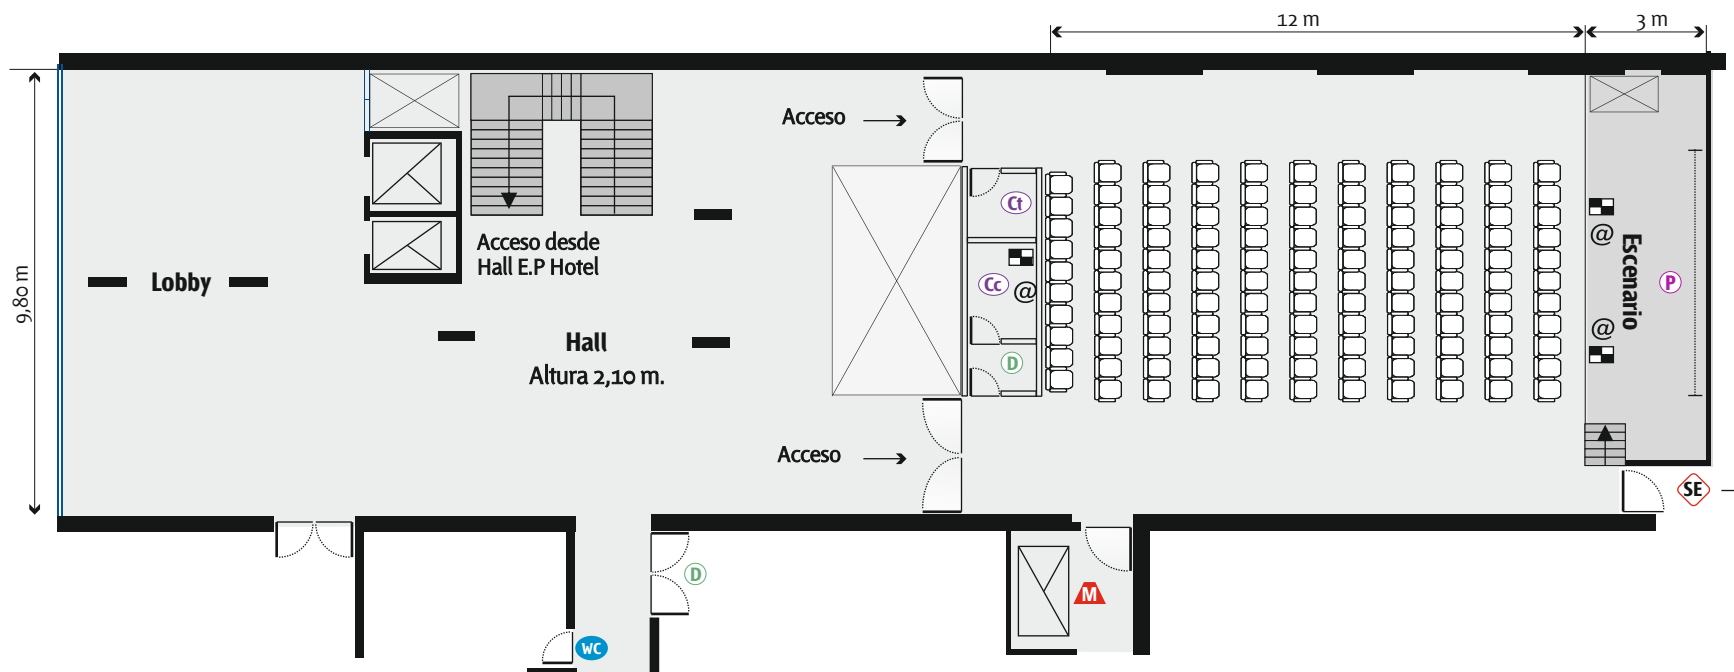 12 m
3 m
9,80 m
Acceso
Acceso desde
Hall E.P Hotel
Lobby
Hall
Altura 2,10 m.
Acceso
Ct
Cc
@
D
@
Escenario
P
@
SE
D
M
WC